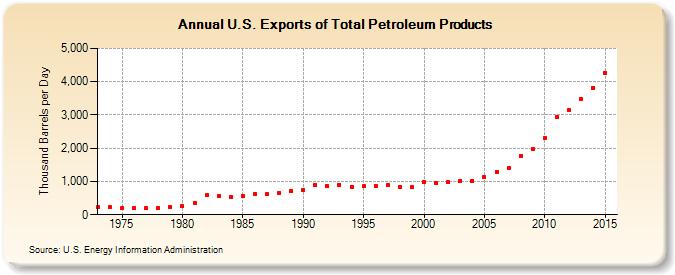 Annual U.S. Exports of Total Petroleum Products
Thousand Barrels per Day
5,000
4,000
3,000
2,000
1,000
0
1975 1980 1985 1990 1995 2000 2005 2010 2015
Source: U.S. Energy Information Administration